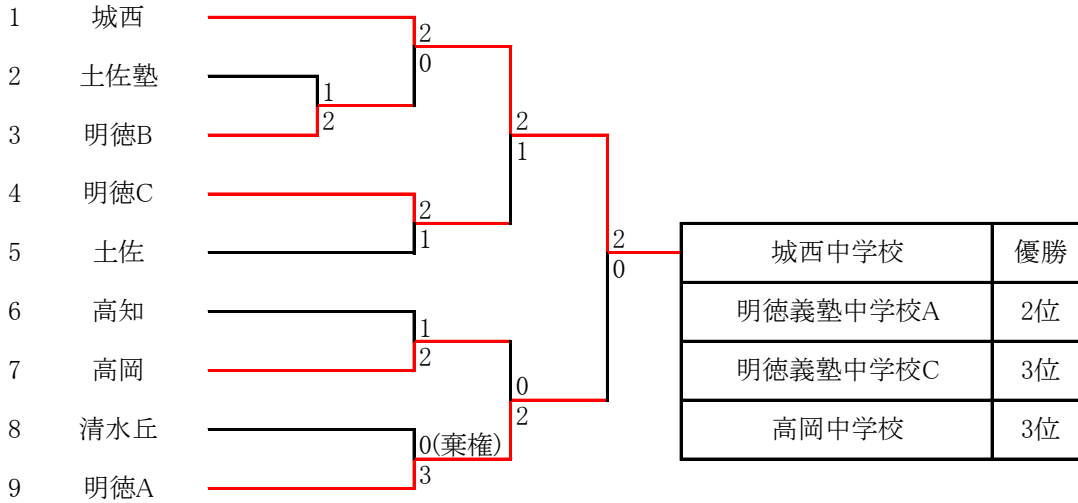 1 城西
2
0
2 土佐塾
1
2
3 明徳B
2
1
4 明徳C
2
1
5 土佐
2
0
城西中学校 優勝
明徳義塾中学校A 2位
明徳義塾中学校C 3位
高岡中学校 3位
6 高知
1
2
7 高岡
0
2
8 清水丘
0(棄権)
3
9 明徳A